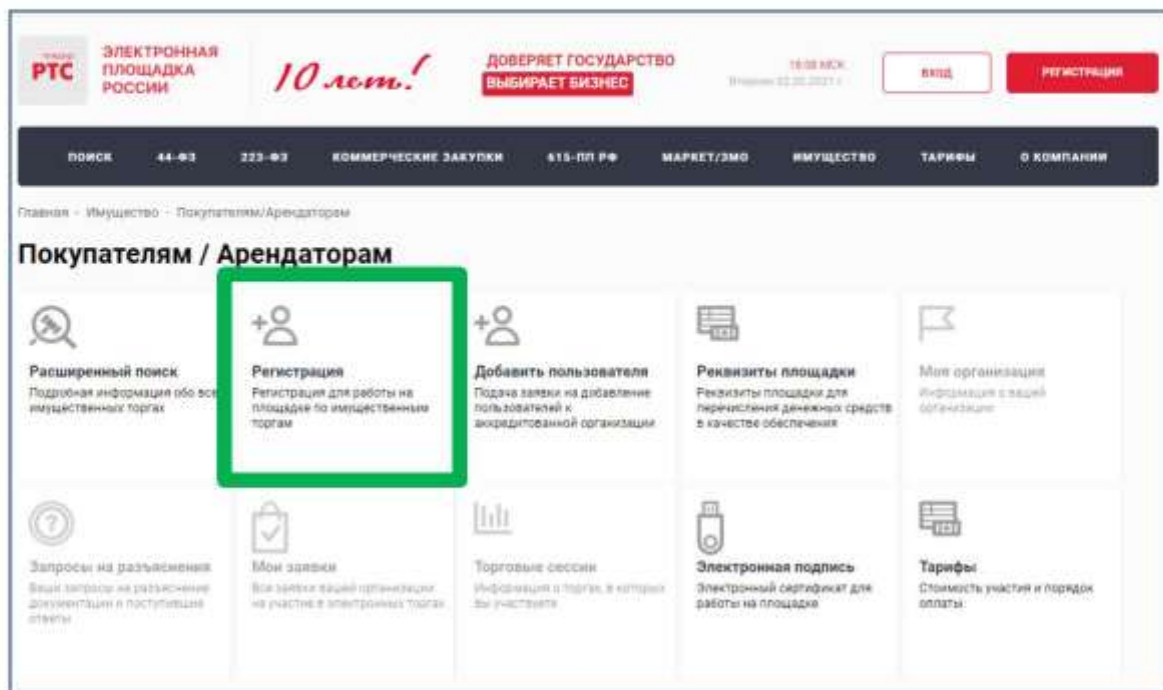 РТС
ЭЛЕКТРОННАЯ
ПЛОЩАДКА
РОССИИ
10 лет!
ДОВЕРЯЕТ ГОСУДАРСТВО
ВЫБИРАЕТ БИЗНЕС
ВХОД
РЕГИСТРАЦИЯ
ПОИСК 44-ФЗ 223-ФЗ КОММЕРЧЕСКИЕ ЗАКУПКИ 615-ПП РФ МАРКЕТ/ЗМО ИМУЩЕСТВО ТАРИФЫ О КОМПАНИИ
Главная - Имущество - Покупателям/Арендаторам
Покупателям / Арендаторам
Расширенный поиск
Подробная информация обо все
имущественных торгах
Регистрация
Регистрация для работы на
площадке по имущественным
торгам
Добавить пользователя
Подача заявки на добавление
пользователей к
аккредитованной организации
Реквизиты площадки
Реквизиты площадки для
перечисления денежных средств
в качестве обеспечения
Моя организация
Информация о вашей
организации
Запросы на разъяснения
Ваши запросы на разъяснение
документации и поступившие
ответы
Мои заявки
Все заявки вашей организации
на участие в электронных торгах
Торговые сессии
Информация о торгах, в которых
вы участвуете
Электронная подпись
Электронный сертификат для
работы на площадке
Тарифы
Стоимость участия и порядок
оплаты